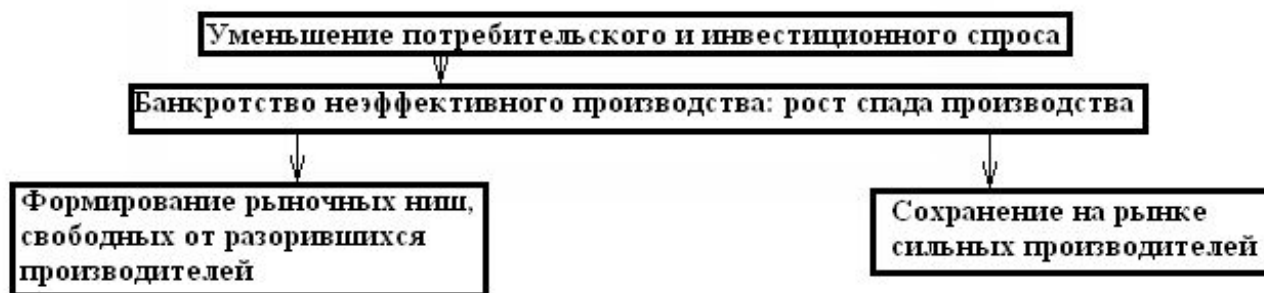 Уменьшение потребительского и инвестиционного спроса
Банкротство неэффективного производства: рост спада производства
Формирование рыночных ниш,
свободных от разорившихся
производителей
Сохранение на рынке
сильных производителей